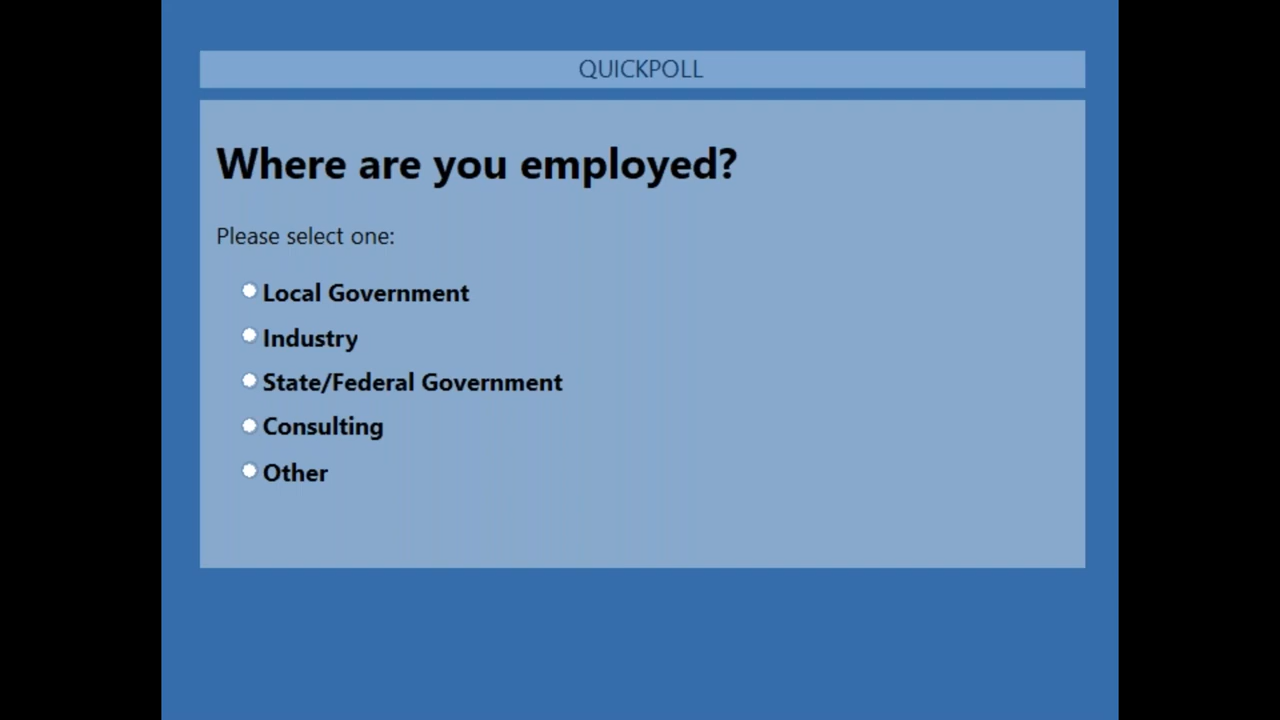 QUICKPOLL
Where are you employed?
Please select one:
Local Government
Industry
State/Federal Government
Consulting
Other